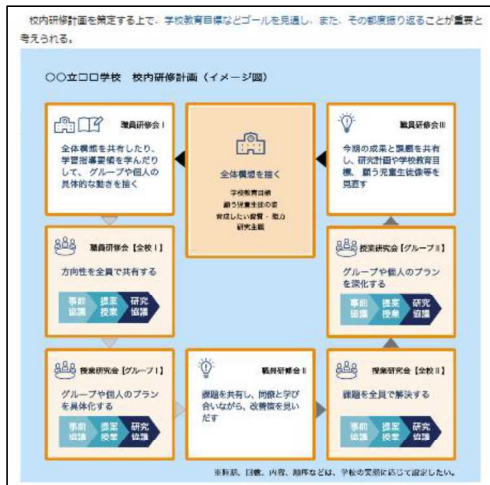 校内研修計画を策定する上で、学校教育目標などゴールを見通し、また、その都度振り返ることが重要と
考えられる。
〇〇立□□学校 校内研修計画（イメージ図）
職員研修会Ⅰ
全体構想を共有したり、
学習指導要領を学んだり
して、グループや個人の
具体的な動きを描く
全体構想を描く
学校教育目標
願う児童生徒の姿
育成したい資質・能力
研究主題
職員研修会Ⅲ
今期の成果と課題を共有
し、研究計画や学校教育目
標、願う児童生徒像等を
見直す
職員研修会【全校Ⅰ】
方向性を全員で共有する
事前
協議
提案
授業
研究
協議
授業研究会【グループⅡ】
グループや個人のプラン
を深化する
事前
協議
提案
授業
研究
協議
授業研究会【グループⅠ】
グループや個人のプラン
を具体化する
事前
協議
提案
授業
研究
協議
職員研修会Ⅱ
課題を共有し、同僚と学び
合いながら、改善策を見い
だす
授業研究会【全校Ⅱ】
課題を全員で解決する
事前
協議
提案
授業
研究
協議
※時期、回数、内容、順序などは、学校の実態に応じて設定したい。